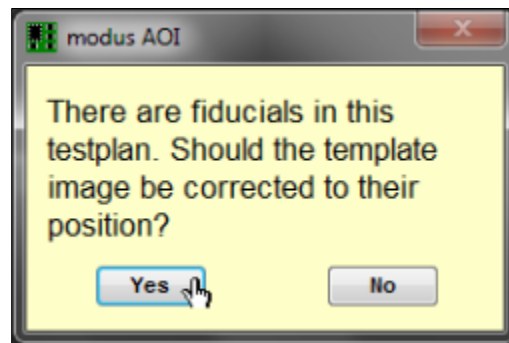 modus AOI
There are fiducials in this
testplan. Should the template
image be corrected to their
position?
Yes
No